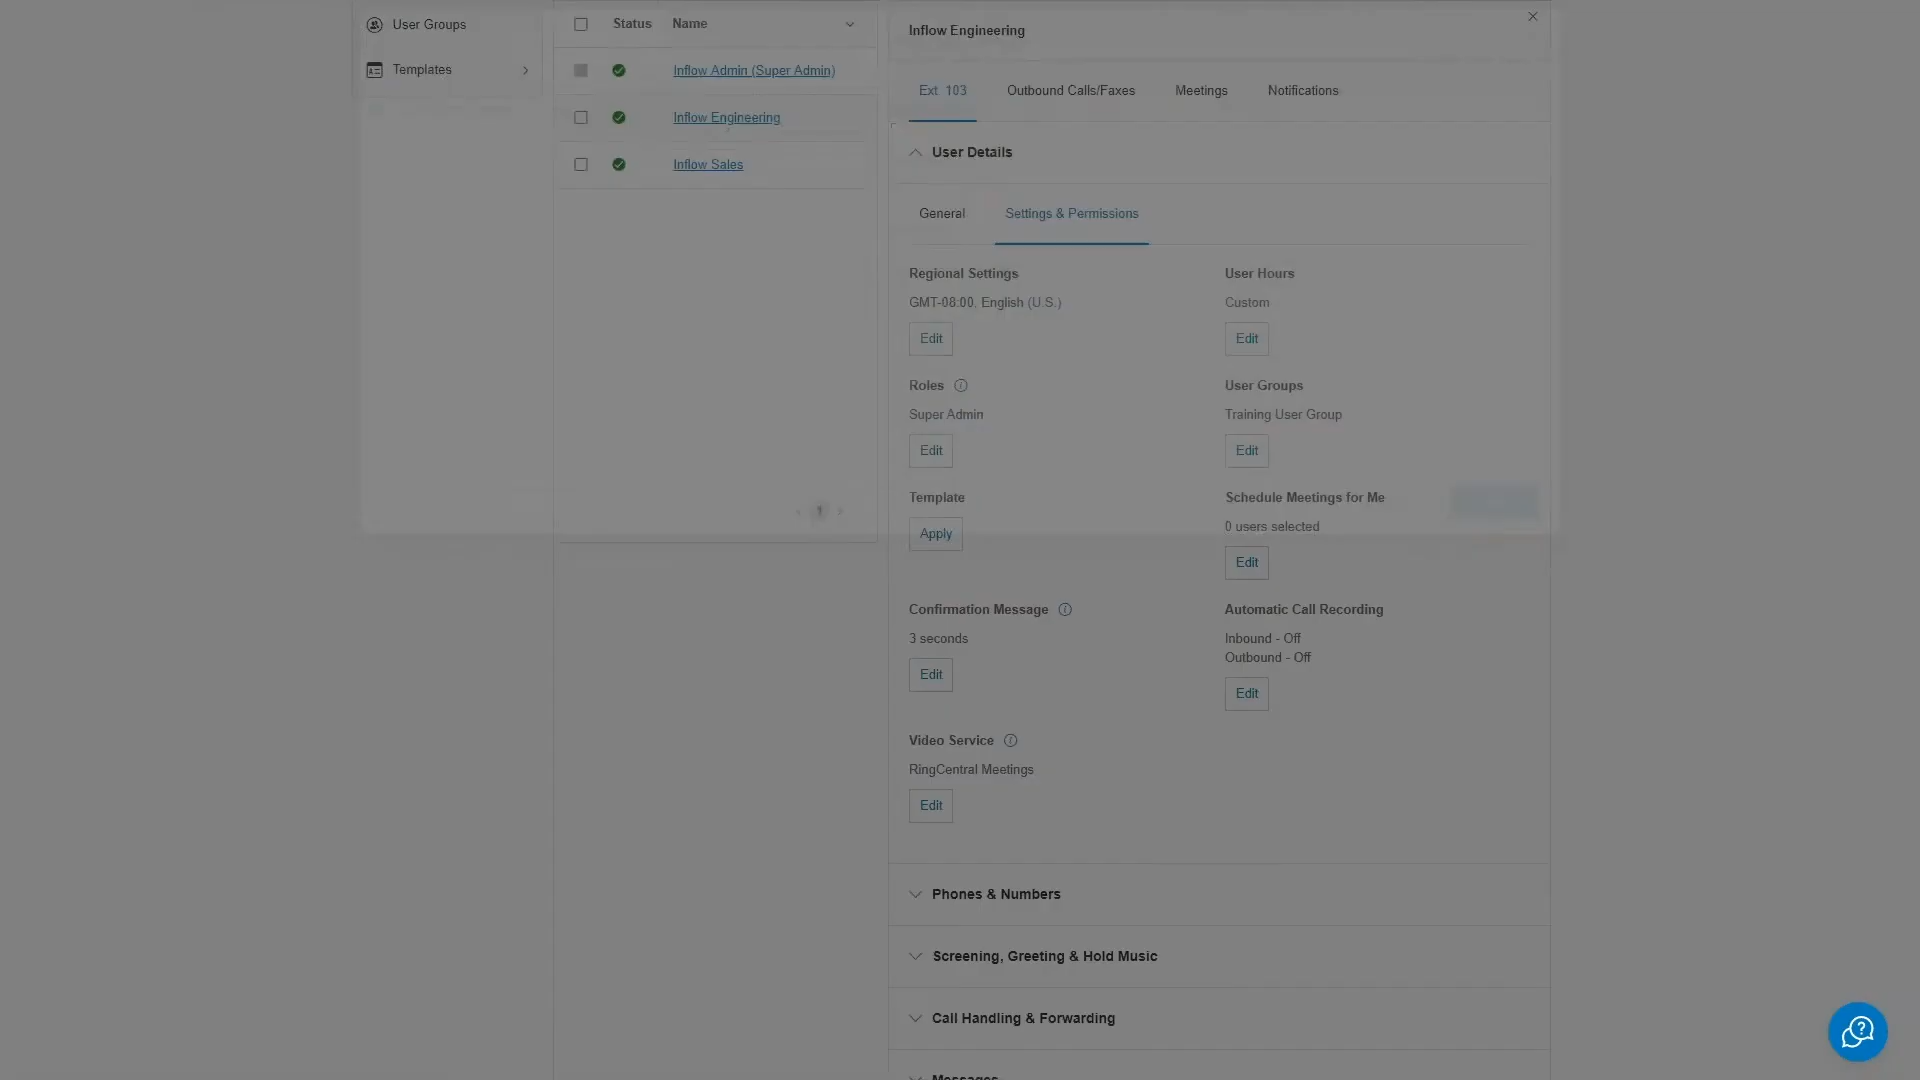 User Groups
Templates
Status Name
Inflow Admin (Super Admin)
Inflow Engineering
Inflow Sales
1
Inflow Engineering
Ext. 103 Outbound Calls/Faxes Meetings Notifications
User Details
General Settings & Permissions
Regional Settings User Hours
GMT-08:00, English (U.S.) Custom
Edit Edit
Roles User Groups
Super Admin Training User Group
Edit Edit
Template Schedule Meetings for Me
Apply 0 users selected
Edit
Confirmation Message Automatic Call Recording
3 seconds Inbound - Off
Outbound - Off
Edit Edit
Video Service
RingCentral Meetings
Edit
Phones & Numbers
Screening, Greeting & Hold Music
Call Handling & Forwarding
Messages